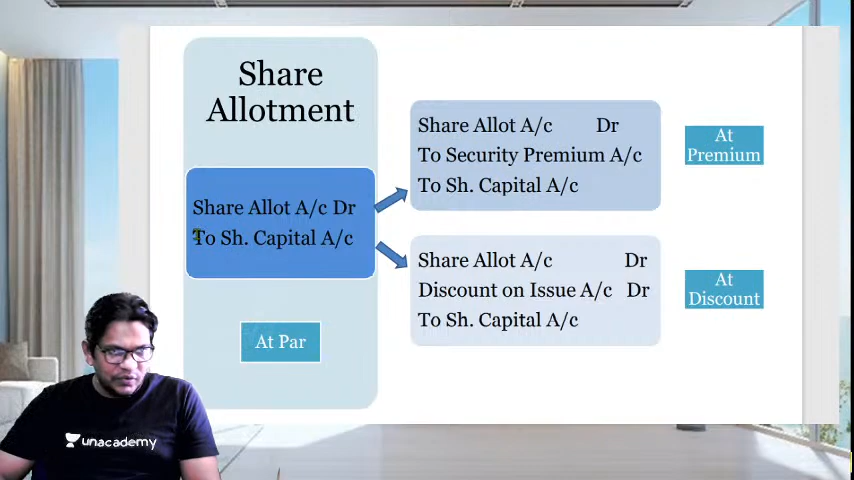 Share
Allotment
Share Allot A/c Dr
To Sh. Capital A/c
At Par
Share Allot A/c Dr
To Security Premium A/c
To Sh. Capital A/c
At
Premium
Share Allot A/c Dr
Discount on Issue A/c Dr
To Sh. Capital A/c
At
Discount
unacademy